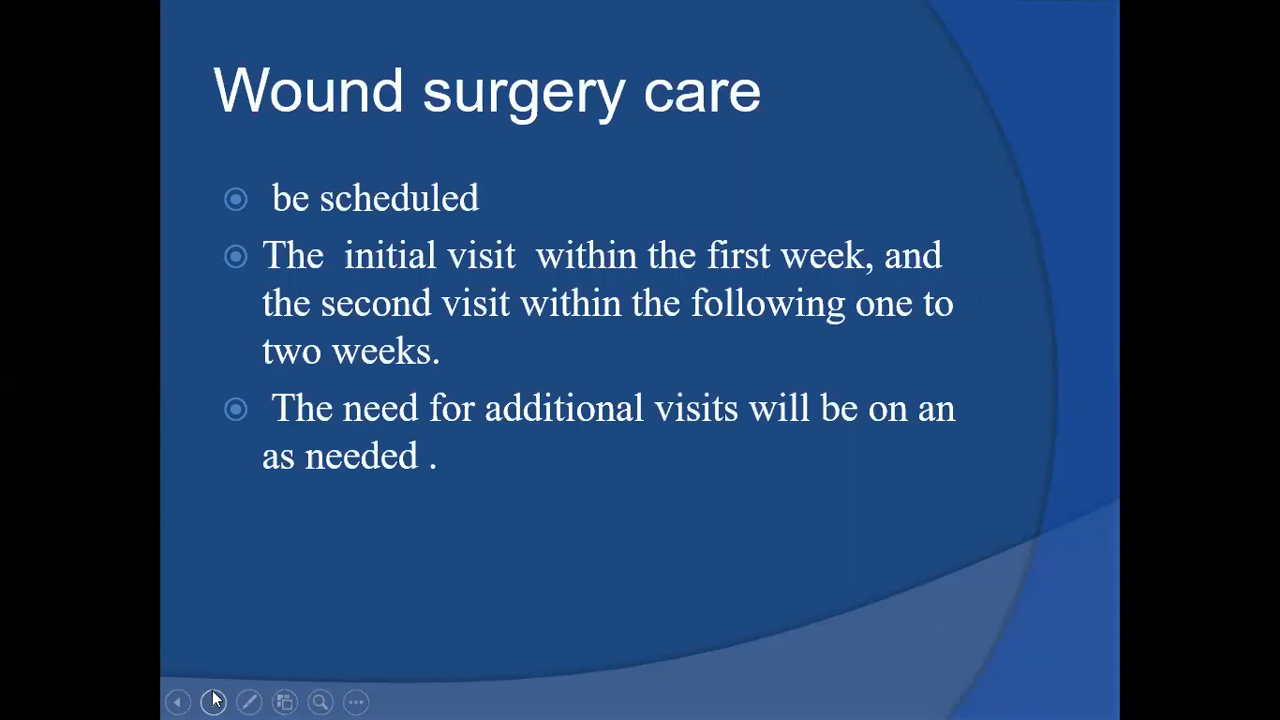 Wound surgery care
be scheduled
The initial visit within the first week, and
the second visit within the following one to
two weeks.
The need for additional visits will be on an
as needed .